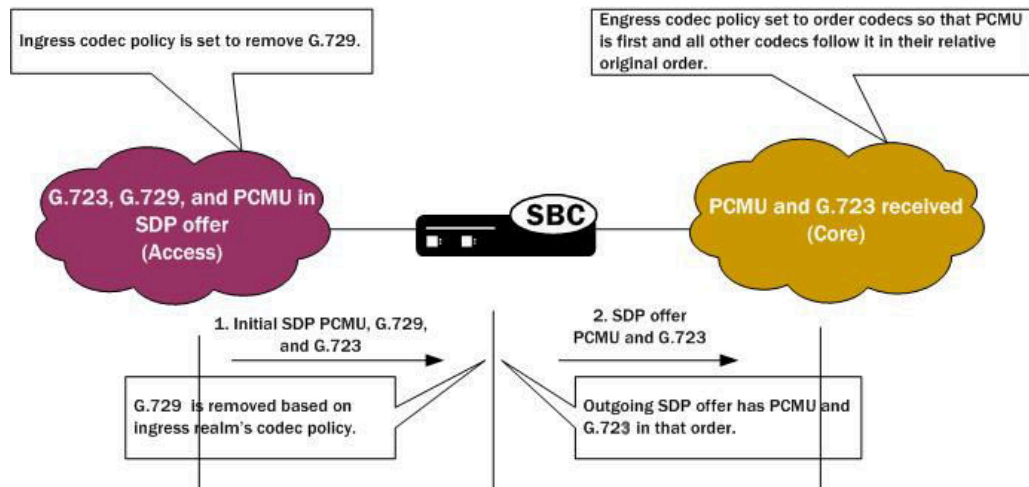 Ingress codec policy is set to remove G.729.
Engress codec policy set to order codecs so that PCMU
is first and all other codecs follow it in their relative
original order.
G.723, G.729, and PCMU in
SDP offer
(Access)
SBC
PCMU and G.723 received
(Core)
1. Initial SDP PCMU, G.729,
and G.723
2. SDP offer
PCMU and G.723
G.729 is removed based on
ingress realm's codec policy.
Outgoing SDP offer has PCMU and
G.723 in that order.